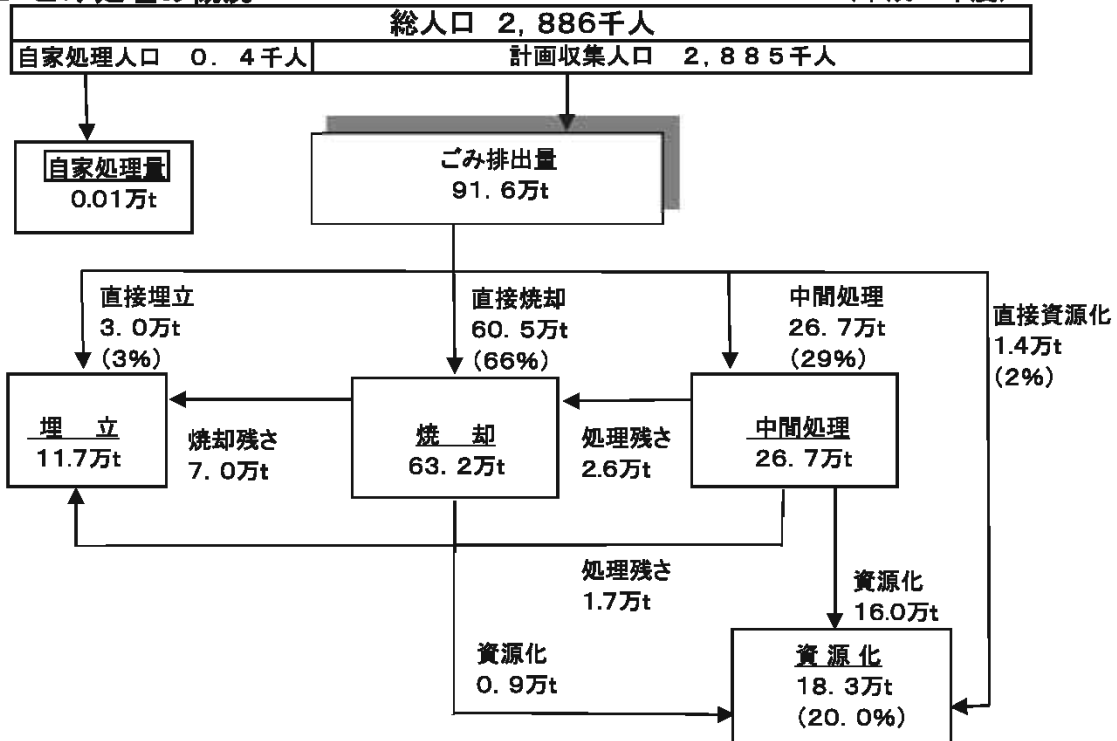 総人口 2,886千人
自家処理人口 0.4千人
計画収集人口 2,885千人
自家処理量
0.01万t
ごみ排出量
91.6万t
直接埋立
3.0万t
(3%)
直接焼却
60.5万t
(66%)
中間処理
26.7万t
(29%)
直接資源化
1.4万t
(2%)
埋 立
11.7万t
焼却残さ
7.0万t
焼 却
63.2万t
処理残さ
2.6万t
中間処理
26.7万t
処理残さ
1.7万t
資源化
16.0万t
資源化
0.9万t
資源化
18.3万t
(20.0%)